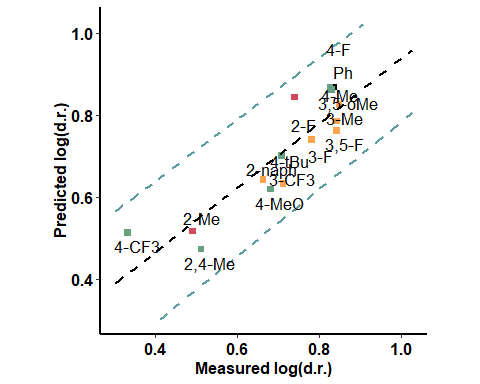 1.0
0.8
0.6
0.4
Predicted log(d.r.)
4-F
Ph
4-Me
3,5-diMe
3-Me
2-F
3,5-F
3-F
4-tBu
2-naph
3-CF3
4-MeO
2-Me
4-CF3
2,4-Me
0.4 0.6 0.8 1.0
Measured log(d.r.)